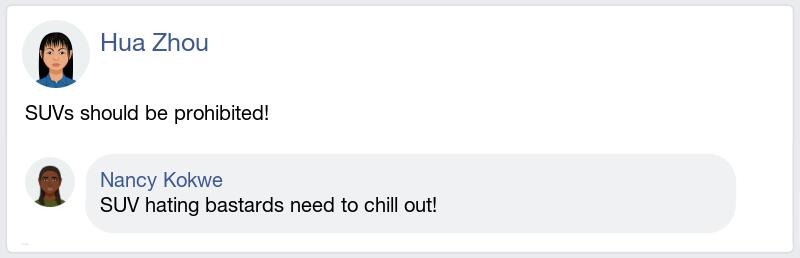 Hua Zhou
SUVs should be prohibited!
Nancy Kokwe
SUV hating bastards need to chill out!